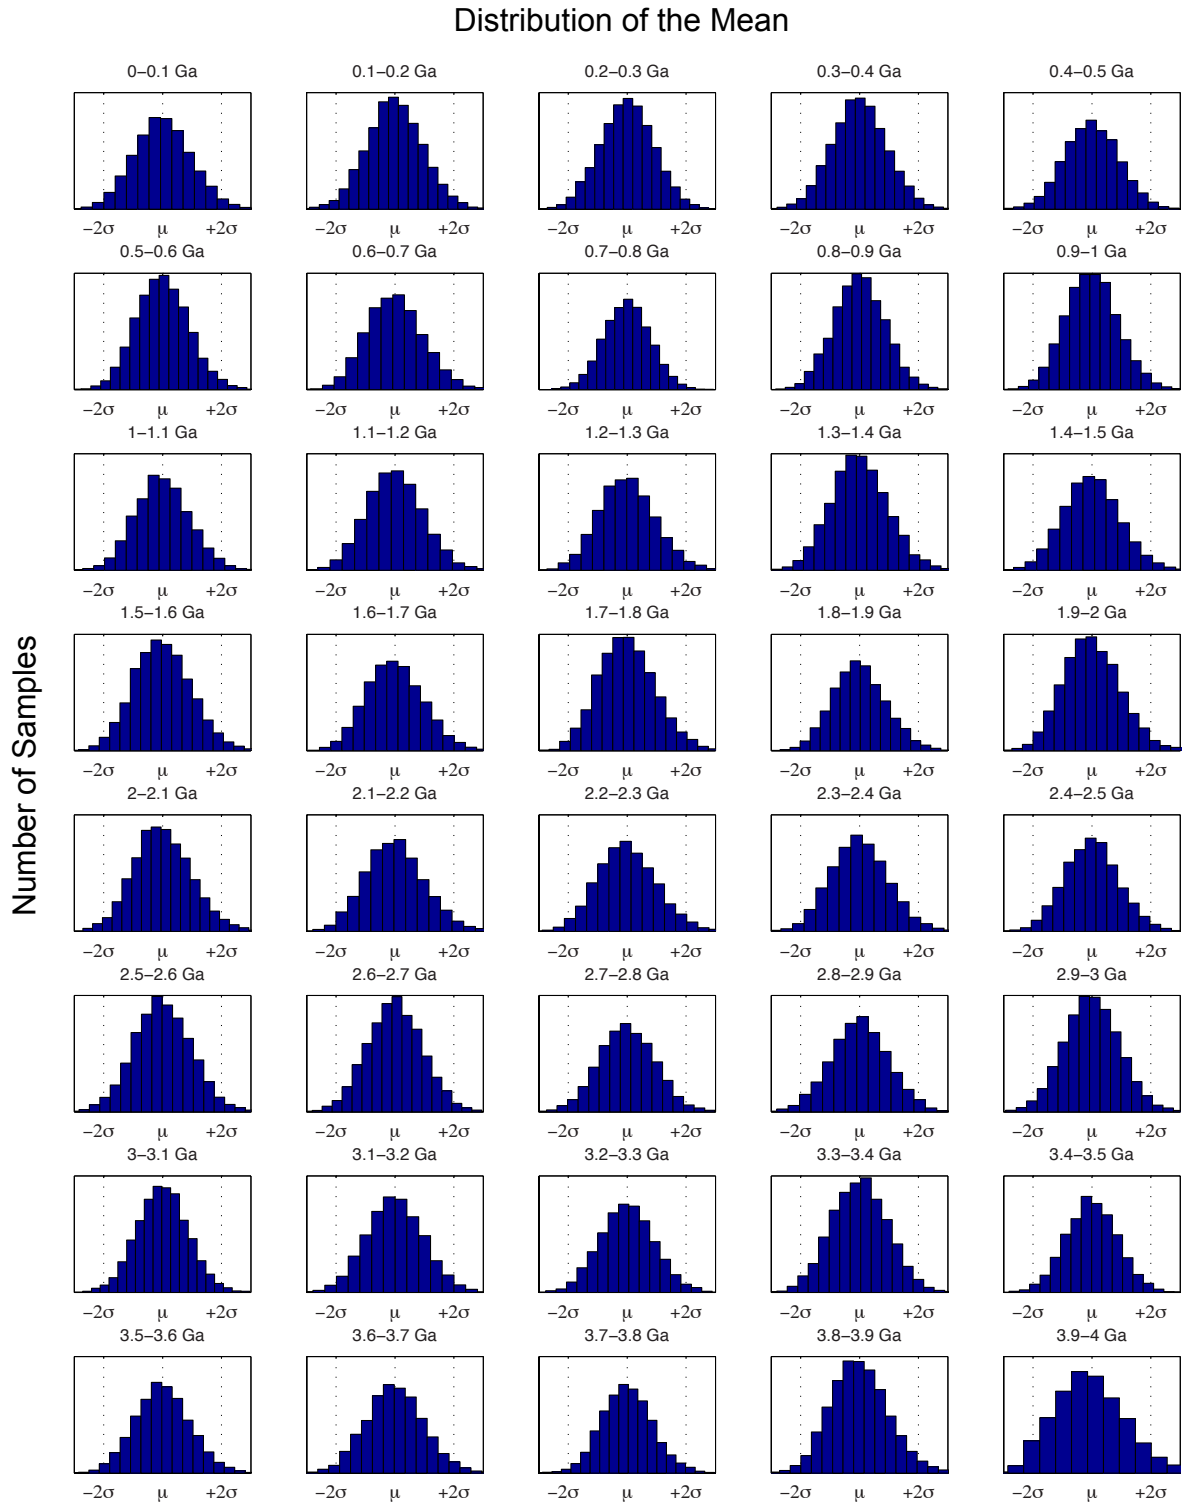 Distribution of the Mean
Number of Samples
0−0.1 Ga 0.1−0.2 Ga 0.2−0.3 Ga 0.3−0.4 Ga 0.4−0.5 Ga
−2σ μ +2σ −2σ μ +2σ −2σ μ +2σ −2σ μ +2σ −2σ μ +2σ
0.5−0.6 Ga 0.6−0.7 Ga 0.7−0.8 Ga 0.8−0.9 Ga 0.9−1 Ga
−2σ μ +2σ −2σ μ +2σ −2σ μ +2σ −2σ μ +2σ −2σ μ +2σ
1−1.1 Ga 1.1−1.2 Ga 1.2−1.3 Ga 1.3−1.4 Ga 1.4−1.5 Ga
−2σ μ +2σ −2σ μ +2σ −2σ μ +2σ −2σ μ +2σ −2σ μ +2σ
1.5−1.6 Ga 1.6−1.7 Ga 1.7−1.8 Ga 1.8−1.9 Ga 1.9−2 Ga
−2σ μ +2σ −2σ μ +2σ −2σ μ +2σ −2σ μ +2σ −2σ μ +2σ
2−2.1 Ga 2.1−2.2 Ga 2.2−2.3 Ga 2.3−2.4 Ga 2.4−2.5 Ga
−2σ μ +2σ −2σ μ +2σ −2σ μ +2σ −2σ μ +2σ −2σ μ +2σ
2.5−2.6 Ga 2.6−2.7 Ga 2.7−2.8 Ga 2.8−2.9 Ga 2.9−3 Ga
−2σ μ +2σ −2σ μ +2σ −2σ μ +2σ −2σ μ +2σ −2σ μ +2σ
3−3.1 Ga 3.1−3.2 Ga 3.2−3.3 Ga 3.3−3.4 Ga 3.4−3.5 Ga
−2σ μ +2σ −2σ μ +2σ −2σ μ +2σ −2σ μ +2σ −2σ μ +2σ
3.5−3.6 Ga 3.6−3.7 Ga 3.7−3.8 Ga 3.8−3.9 Ga 3.9−4 Ga
−2σ μ +2σ −2σ μ +2σ −2σ μ +2σ −2σ μ +2σ −2σ μ +2σ